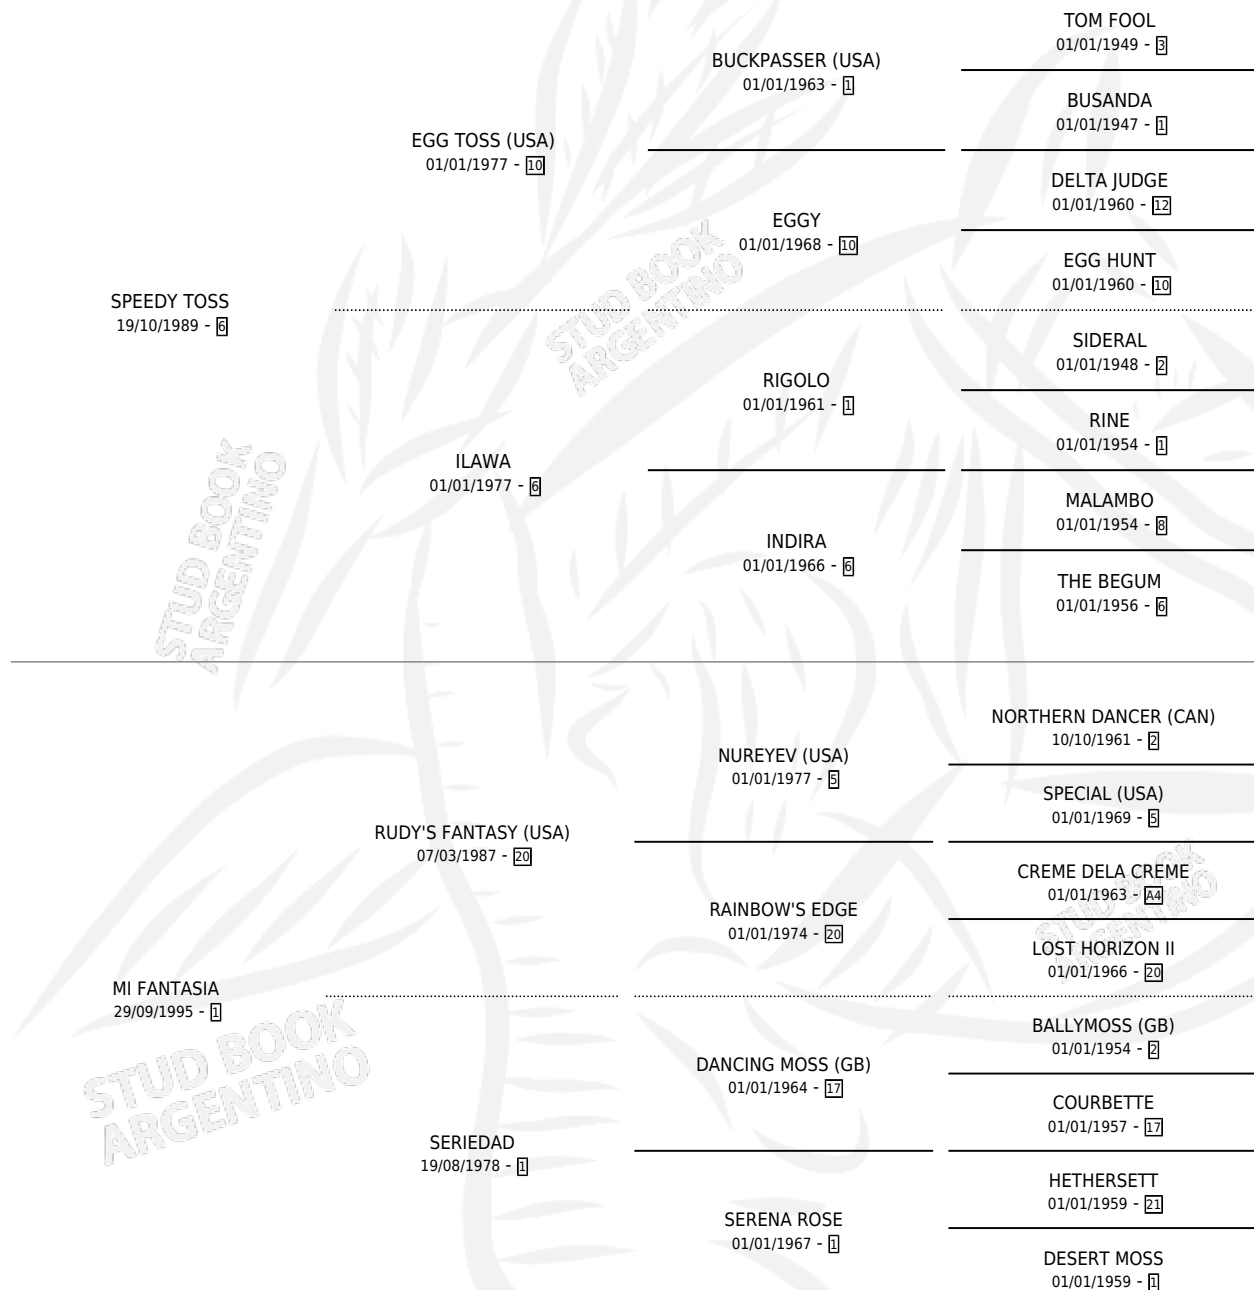 TOM FOOL
01/01/1949 - 3
BUCKPASSER (USA)
01/01/1963 - 1
BUSANDA
01/01/1947 - 1
EGG TOSS (USA)
01/01/1977 - 10
DELTA JUDGE
01/01/1960 - 12
EGGY
01/01/1968 - 10
EGG HUNT
01/01/1960 - 10
SPEEDY TOSS
19/10/1989 - 6
STUD BOOK
ARGENTINO
SIDERAL
01/01/1948 - 2
RIGOLO
01/01/1961 - 1
RINE
01/01/1954 - 1
ILAWA
01/01/1977 - 6
MALAMBO
01/01/1954 - 8
INDIRA
01/01/1966 - 6
THE BEGUM
01/01/1956 - 6
STUD BOOK
ARGENTINO
NORTHERN DANCER (CAN)
10/10/1961 - 2
NUREYEV (USA)
01/01/1977 - 5
SPECIAL (USA)
01/01/1969 - 5
RUDY'S FANTASY (USA)
07/03/1987 - 20
CREME DELA CREME
01/01/1963 - A4
RAINBOW'S EDGE
01/01/1974 - 20
LOST HORIZON II
01/01/1966 - 20
STUD BOOK
ARGENTINO
MI FANTASIA
29/09/1995 - 1
BALLYMOSS (GB)
01/01/1954 - 2
DANCING MOSS (GB)
01/01/1964 - 17
COURBETTE
01/01/1957 - 17
STUD BOOK
ARGENTINO
SERIEDAD
19/08/1978 - 1
HETHERSETT
01/01/1959 - 21
SERENA ROSE
01/01/1967 - 1
DESERT MOSS
01/01/1959 - 1